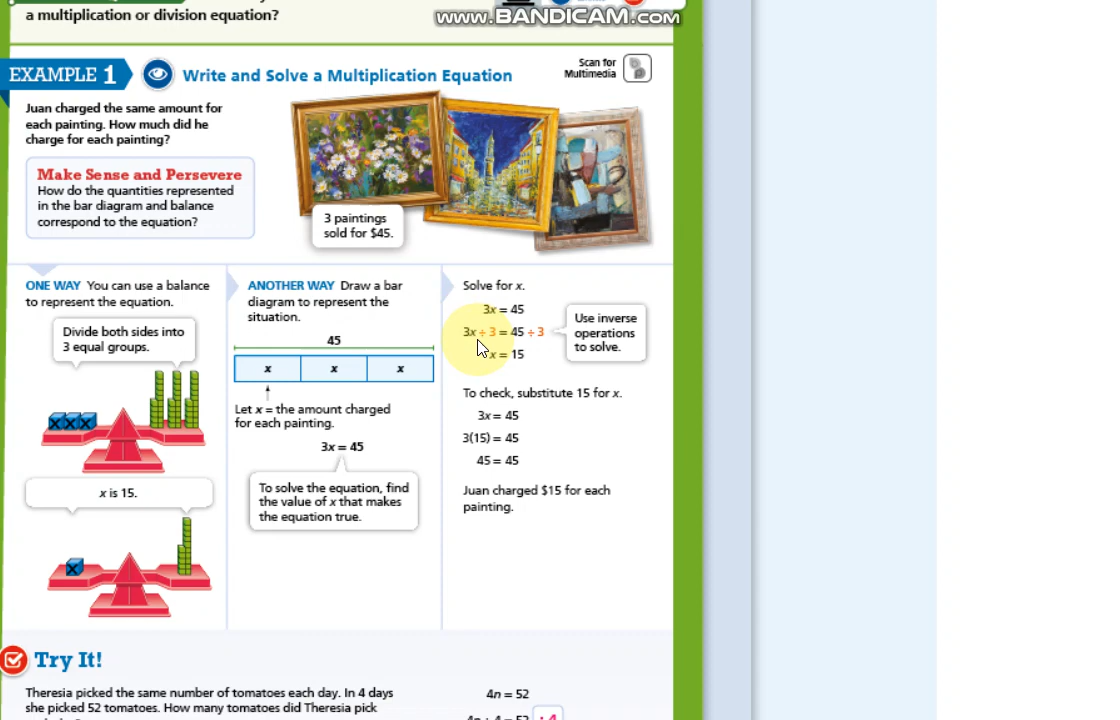 a multiplication or division equation?
www.BANDICAM.com
EXAMPLE 1
Write and Solve a Multiplication Equation
Scan for
Multimedia
Juan charged the same amount for
each painting. How much did he
charge for each painting?
Make Sense and Persevere
How do the quantities represented
in the bar diagram and balance
correspond to the equation?
3 paintings
sold for $45.
ONE WAY You can use a balance
to represent the equation.
Divide both sides into
3 equal groups.
x x x
x is 15.
x
ANOTHER WAY Draw a bar
diagram to represent the
situation.
45
x x x
Let x = the amount charged
for each painting.
3x = 45
To solve the equation, find
the value of x that makes
the equation true.
Solve for x.
3x = 45
3x ÷ 3 = 45 ÷ 3
x = 15
Use inverse
operations
to solve.
To check, substitute 15 for x.
3x = 45
3(15) = 45
45 = 45
Juan charged $15 for each
painting.
Try It!
Theresia picked the same number of tomatoes each day. In 4 days
she picked 52 tomatoes. How many tomatoes did Theresia pick
4n = 52
4n ÷ 4 = 52 ÷ 4